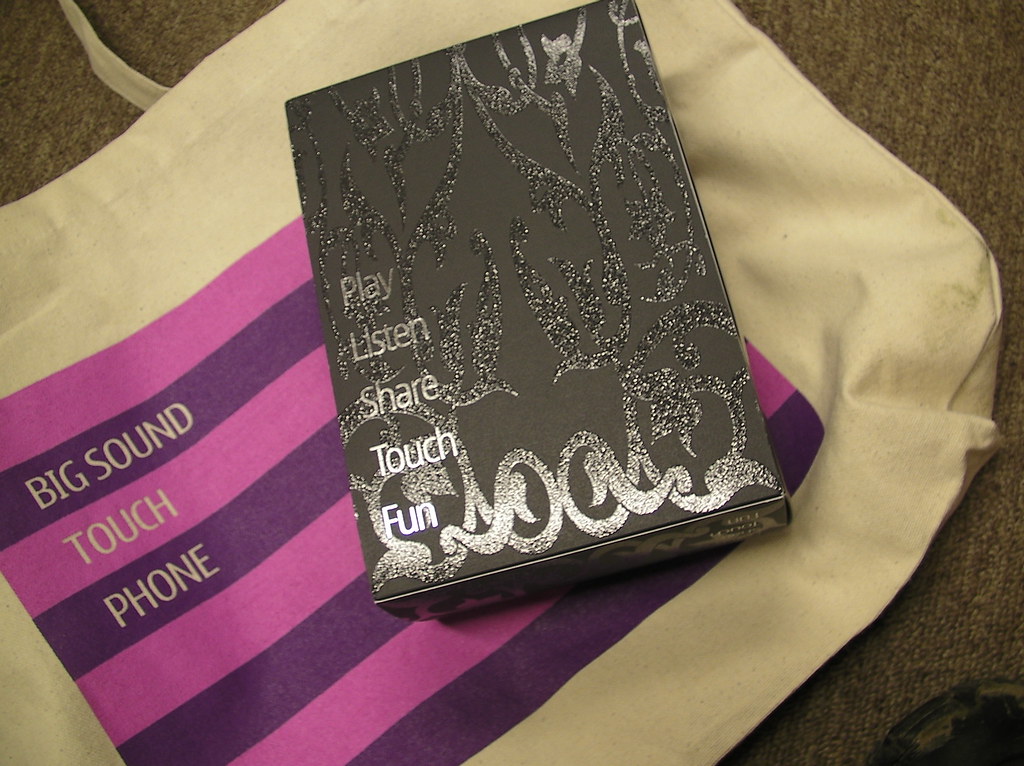 Play
Listen
Share
Touch
Fun
BIG SOUND
TOUCH
PHONE